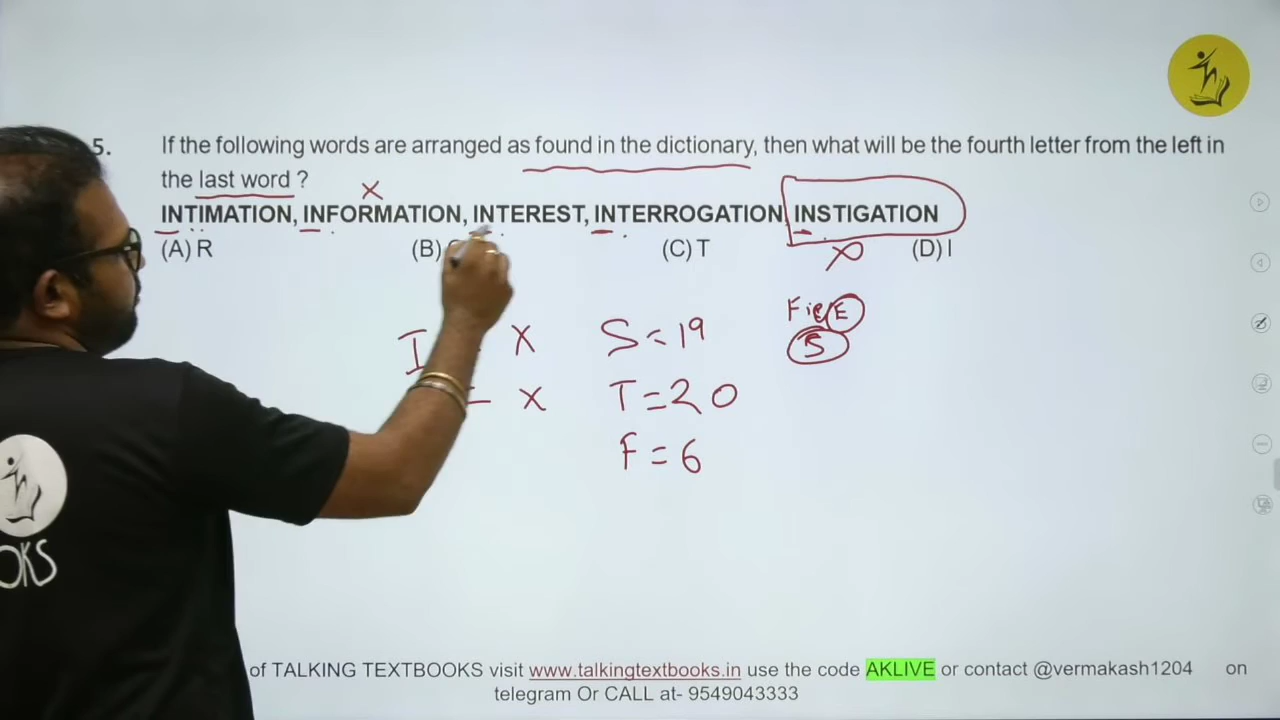 5. If the following words are arranged as found in the dictionary, then what will be the fourth letter from the left in
the last word ?
INTIMATION, INFORMATION, INTEREST, INTERROGATION, INSTIGATION
(A) R (B) (C) T (D) I
I X S = 19
X T = 20
F = 6
E
S
OKS
of TALKING TEXTBOOKS visit www.talkingtextbooks.in use the code AKLIVE or contact @vermakash1204 on
telegram Or CALL at- 9549043333